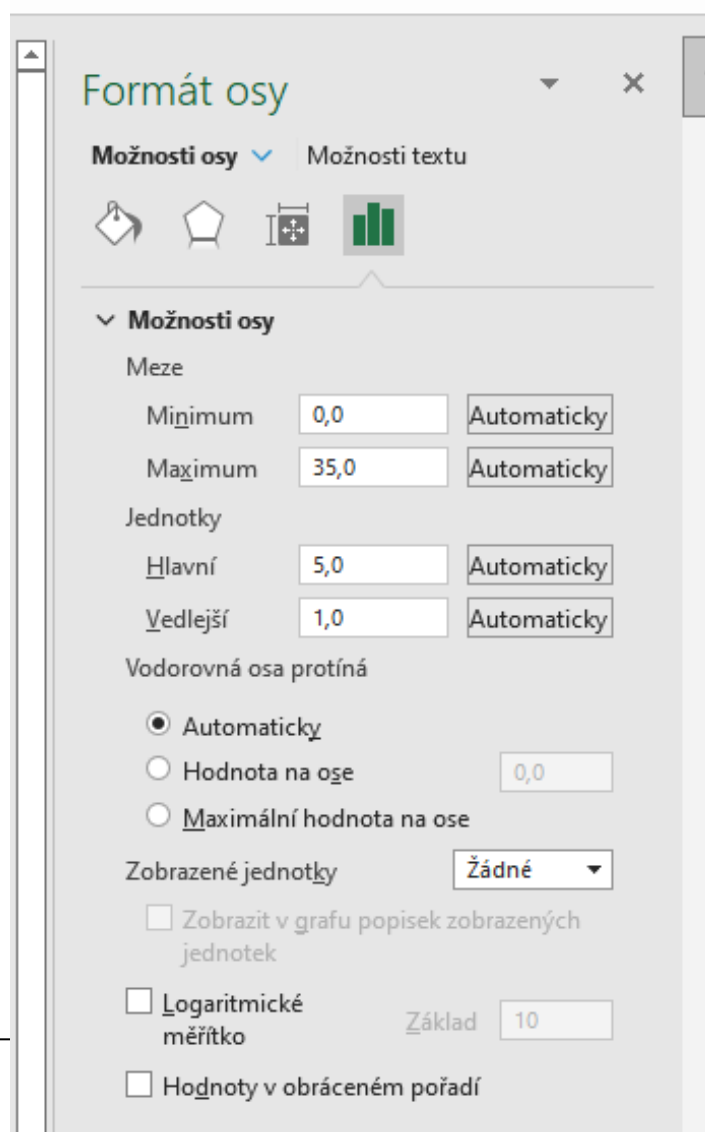 Formát osy
Možnosti osy Možnosti textu
Možnosti osy
Meze
Minimum 0,0 Automaticky
Maximum 35,0 Automaticky
Jednotky
Hlavní 5,0 Automaticky
Vedlejší 1,0 Automaticky
Vodorovná osa protíná
Automaticky
Hodnota na ose 0,0
Maximální hodnota na ose
Zobrazené jednotky Žádné
Zobrazit v grafu popisek zobrazených
jednotek
Logaritmické
měřítko Základ 10
Hodnoty v obráceném pořadí